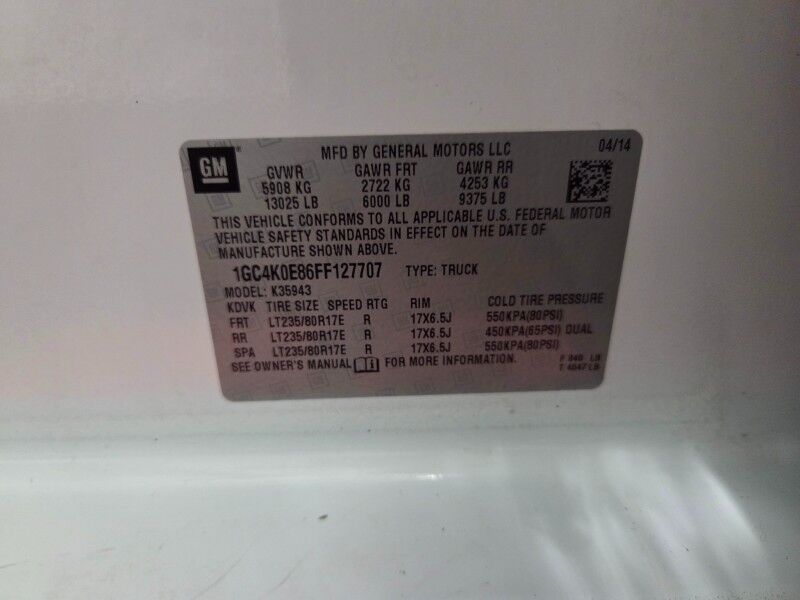 GM
MFD BY GENERAL MOTORS LLC 04/14
GVWR GAWR FRT GAWR RR
5908 KG 2722 KG 4253 KG
13025 LB 6000 LB 9375 LB
THIS VEHICLE CONFORMS TO ALL APPLICABLE U.S. FEDERAL MOTOR
VEHICLE SAFETY STANDARDS IN EFFECT ON THE DATE OF
MANUFACTURE SHOWN ABOVE.
1GC4K0E86FF127707 TYPE: TRUCK
MODEL: K35943
KDVK TIRE SIZE SPEED RTG RIM COLD TIRE PRESSURE
FRT LT235/80R17E R 17X6.5J 550KPA(80PSI)
RR LT235/80R17E R 17X6.5J 450KPA(65PSI) DUAL
SPA LT235/80R17E R 17X6.5J 550KPA(80PSI)
SEE OWNER'S MANUAL FOR MORE INFORMATION.
F 840 LB
T 4847 LB